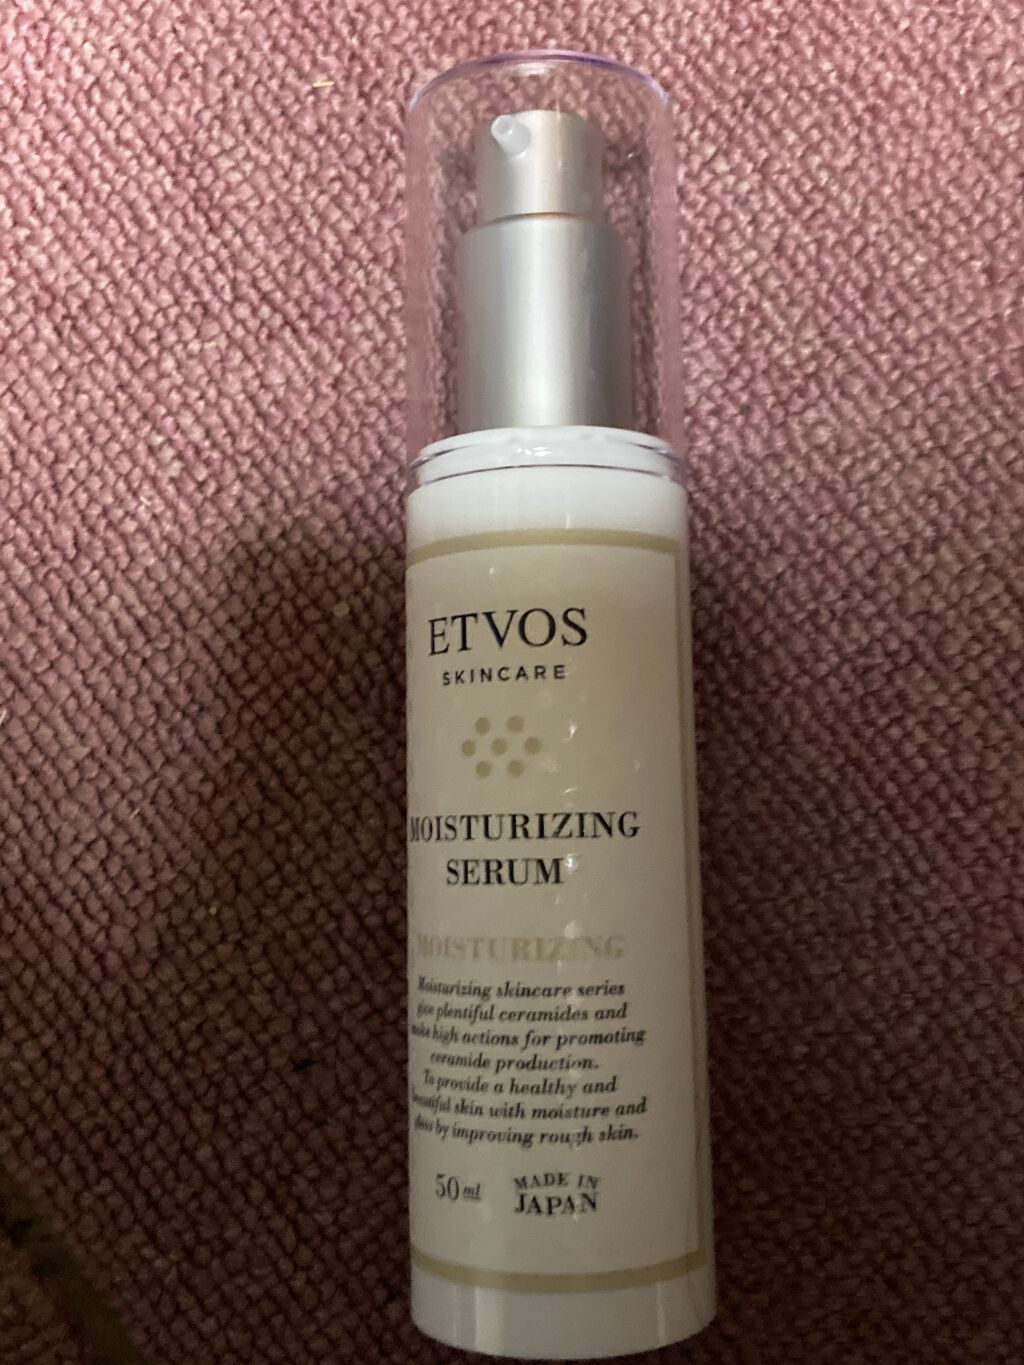 ETVOS
SKINCARE
MOISTURIZING
SERUM
MOISTURIZING
Moisturizing skincare series
give plentiful ceramides and
make high actions for promoting
ceramide production.
To provide a healthy and
beautiful skin with moisture and
gloss by improving rough skin.
50ml MADE IN
JAPAN